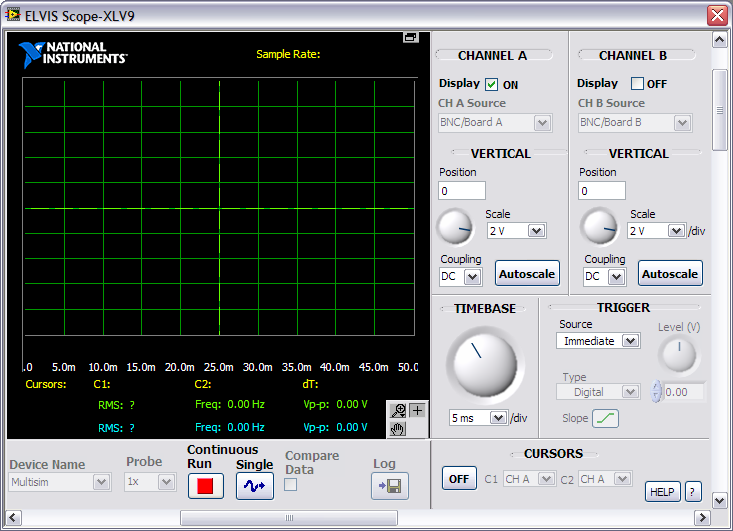 ELVIS Scope-XLV9
NATIONAL
INSTRUMENTS™
Sample Rate:
.0 5.0m 10.0m 15.0m 20.0m 25.0m 30.0m 35.0m 40.0m 45.0m 50.0
Cursors: C1: C2: dT:
RMS: ? Freq: 0.00 Hz Vp-p: 0.00 V
RMS: ? Freq: 0.00 Hz Vp-p: 0.00 V
CHANNEL A
Display ON
CH A Source
BNC/Board A
VERTICAL
Position
0
Scale
2 V
Coupling
DC
Autoscale
CHANNEL B
Display OFF
CH B Source
BNC/Board B
VERTICAL
Position
0
Scale
2 V /div
Coupling
DC
Autoscale
TIMEBASE
5 ms /div
TRIGGER
Source
Immediate
Level (V)
Type
Digital
0.00
Slope
Device Name
Multisim
Probe
1x
Continuous
Run
Single
Compare
Data
Log
CURSORS
OFF C1 CH A C2 CH A
HELP ?